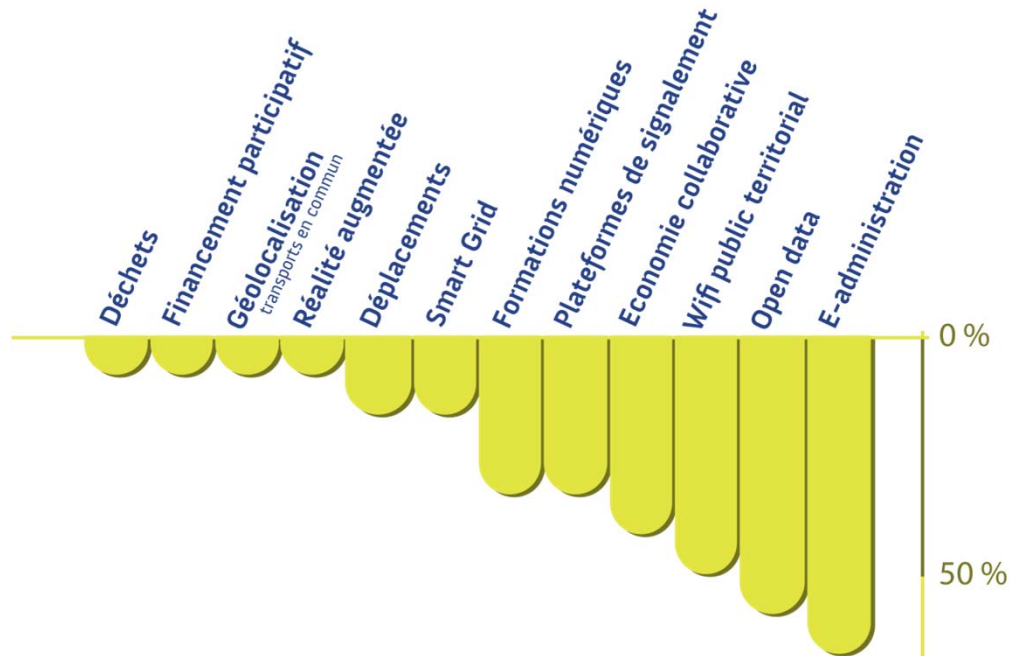 Déchets
Financement participatif
Géolocalisation
transports en commun
Réalité augmentée
Déplacements
Smart Grid
Formations numériques
Plateformes de signalement
Economie collaborative
Wifi public territorial
Open data
E-administration
0 %
50 %